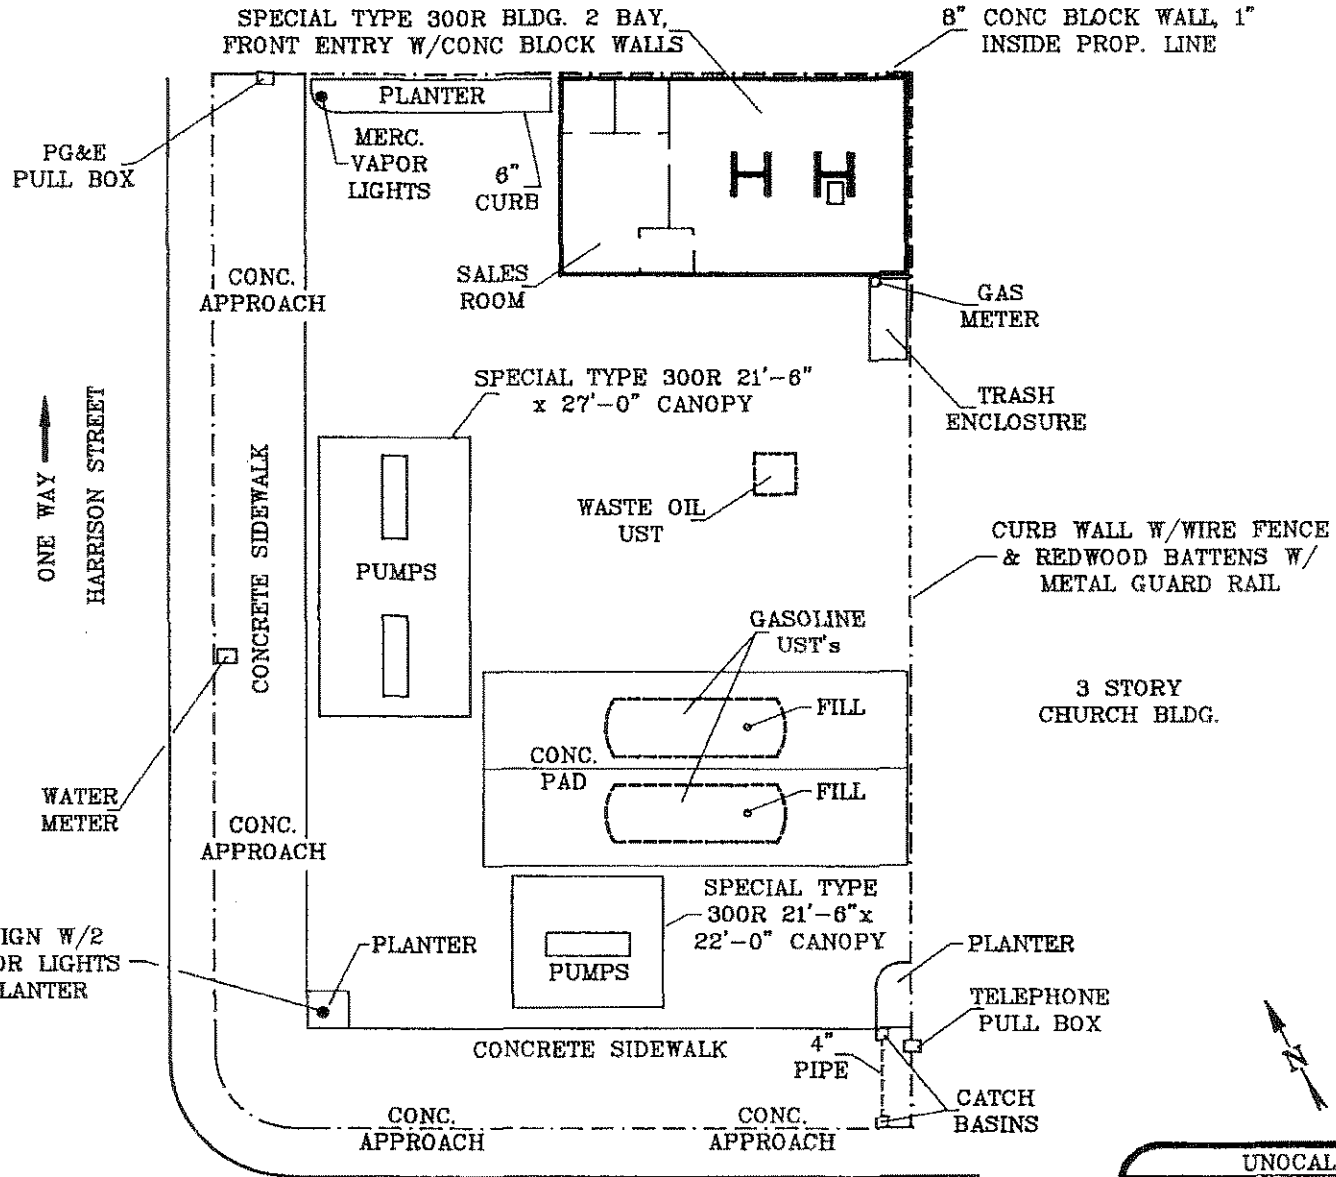 SPECIAL TYPE 300R BLDG. 2 BAY,
FRONT ENTRY W/CONC BLOCK WALLS
8" CONC BLOCK WALL, 1"
INSIDE PROP. LINE
PLANTER
PG&E
PULL BOX
MERC.
VAPOR
LIGHTS
6"
CURB
CONC.
APPROACH
SALES
ROOM
GAS
METER
TRASH
ENCLOSURE
SPECIAL TYPE 300R 21'-6"
x 27'-0" CANOPY
ONE WAY
HARRISON STREET
CONCRETE SIDEWALK
WASTE OIL
UST
PUMPS
CURB WALL W/WIRE FENCE
& REDWOOD BATTENS W/
METAL GUARD RAIL
GASOLINE
UST's
3 STORY
CHURCH BLDG.
FILL
CONC.
PAD
FILL
WATER
METER
CONC.
APPROACH
SPECIAL TYPE
300R 21'-6"x
22'-0" CANOPY
IGN W/2
OR LIGHTS
LANTER
PLANTER
PUMPS
PLANTER
TELEPHONE
PULL BOX
CONCRETE SIDEWALK
4"
PIPE
N
CATCH
BASINS
CONC.
APPROACH
CONC.
APPROACH
UNOCAL